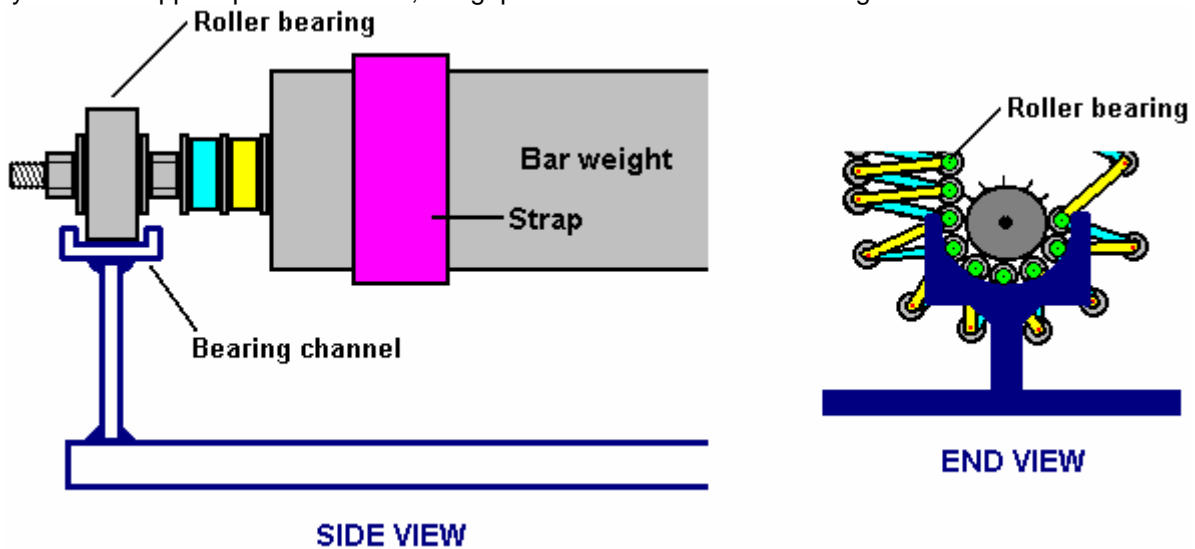 Roller bearing
Bar weight
Strap
Bearing channel
SIDE VIEW
Roller bearing
END VIEW